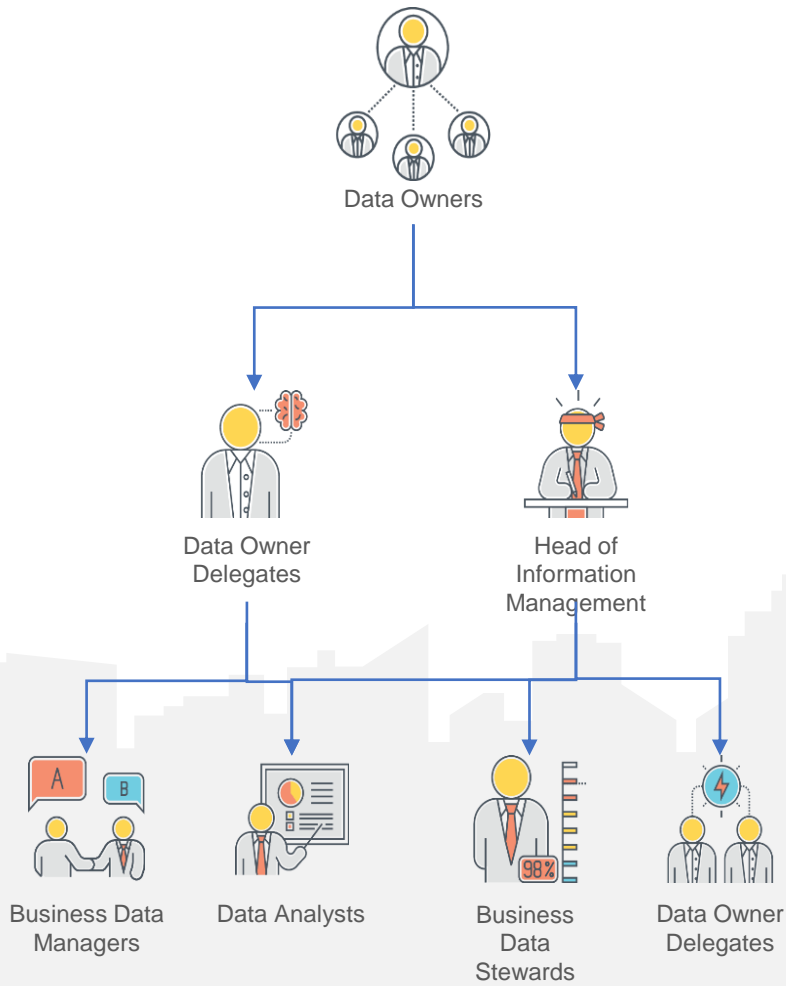 Data Owners
Data Owner
Delegates
Head of
Information
Management
A
B
98%
Business Data
Managers
Data Analysts
Business
Data
Stewards
Data Owner
Delegates